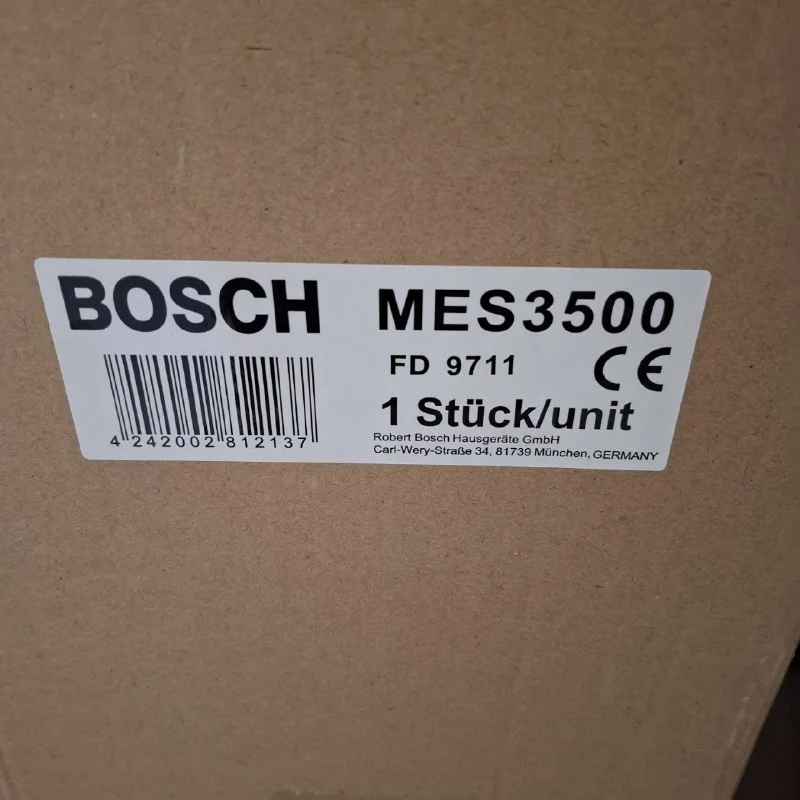 BOSCH MES3500
FD 9711 CE
1 Stück/unit
4 242002 812137
Robert Bosch Hausgeräte GmbH
Carl-Wery-Straße 34, 81739 München, GERMANY